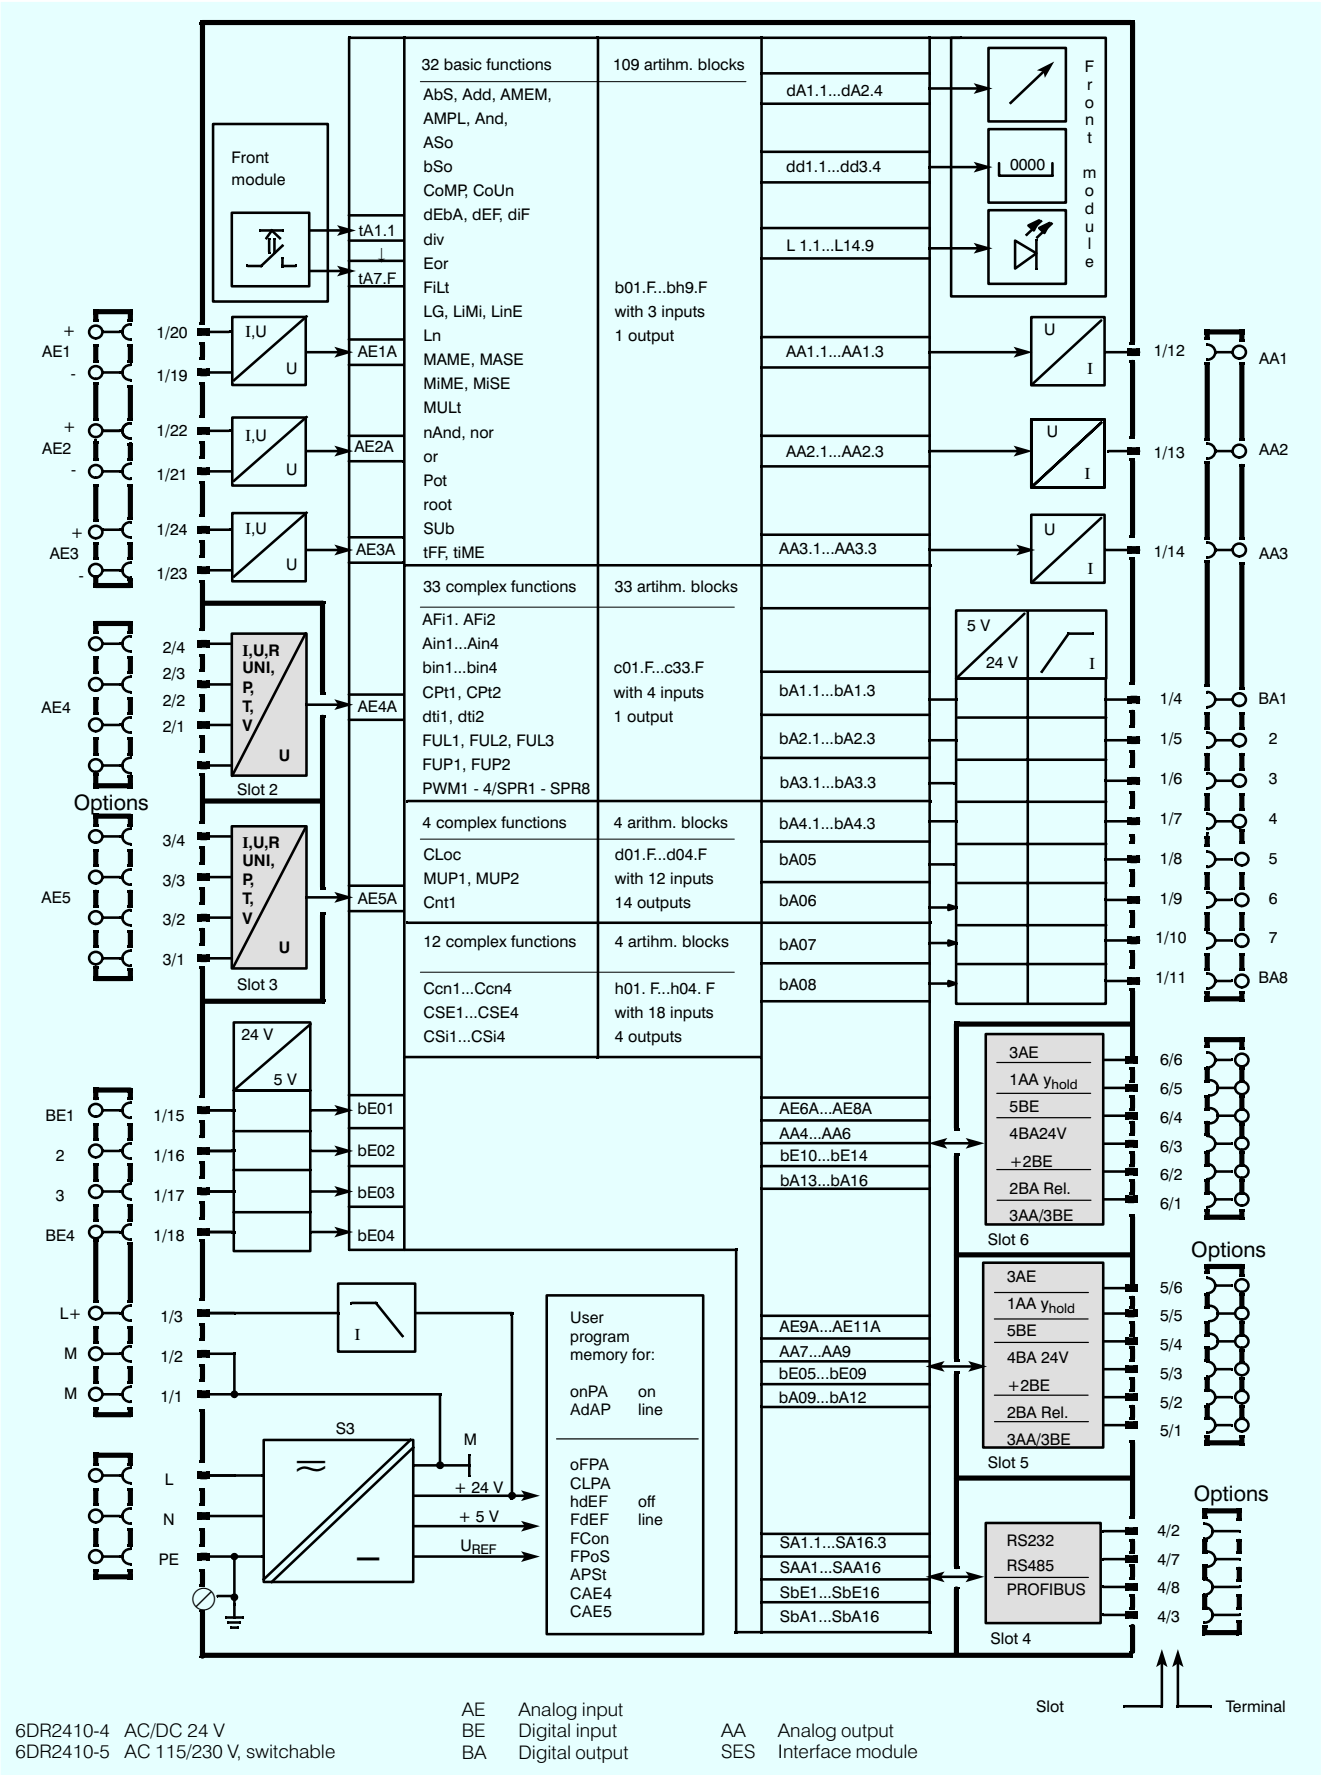 32 basic functions
AbS, Add, AMEM,
AMPL, And,
ASo
bSo
CoMP, CoUn
dEbA, dEF, diF
div
Eor
FiLt
LG, LiMi, LinE
Ln
MAME, MASE
MiME, MiSE
MULt
nAnd, nor
or
Pot
root
SUb
tFF, tiME
109 artihm. blocks
b01.F...bh9.F
with 3 inputs
1 output
33 complex functions
AFi1. AFi2
Ain1...Ain4
bin1...bin4
CPt1, CPt2
dti1, dti2
FUL1, FUL2, FUL3
FUP1, FUP2
PWM1 - 4/SPR1 - SPR8
33 artihm. blocks
c01.F...c33.F
with 4 inputs
1 output
4 complex functions
CLoc
MUP1, MUP2
Cnt1
4 arithm. blocks
d01.F...d04.F
with 12 inputs
14 outputs
12 complex functions
Ccn1...Ccn4
CSE1...CSE4
CSi1...CSi4
4 artihm. blocks
h01. F...h04. F
with 18 inputs
4 outputs
Front
module
tA1.1
↓
tA7.F
+
AE1
-
1/20
1/19
I,U
U
AE1A
+
AE2
-
1/22
1/21
I,U
U
AE2A
+
AE3
-
1/24
1/23
I,U
U
AE3A
AE4
2/4
2/3
2/2
2/1
I,U,R
UNI,
P,
T,
V
U
Slot 2
AE4A
Options
AE5
3/4
3/3
3/2
3/1
I,U,R
UNI,
P,
T,
V
U
Slot 3
AE5A
24 V
5 V
BE1
1/15
bE01
2
1/16
bE02
3
1/17
bE03
BE4
1/18
bE04
L+
1/3
I
M
1/2
M
1/1
S3
M
+ 24 V
+ 5 V
UREF
L
N
PE
User
program
memory for:
onPA on
AdAP line
oFPA
CLPA
hdEF off
FdEF line
FCon
FPoS
APSt
CAE4
CAE5
dA1.1...dA2.4
dd1.1...dd3.4
0000
L 1.1...L14.9
Front module
AA1.1...AA1.3
U
I
1/12
AA1
AA2.1...AA2.3
U
I
1/13
AA2
AA3.1...AA3.3
U
I
1/14
AA3
5 V
24 V
I
bA1.1...bA1.3
1/4
BA1
bA2.1...bA2.3
1/5
2
bA3.1...bA3.3
1/6
3
bA4.1...bA4.3
1/7
4
bA05
1/8
5
bA06
1/9
6
bA07
1/10
7
bA08
1/11
BA8
AE6A...AE8A
AA4...AA6
bE10...bE14
bA13...bA16
3AE
1AA yhold
5BE
4BA24V
+2BE
2BA Rel.
3AA/3BE
Slot 6
6/6
6/5
6/4
6/3
6/2
6/1
Options
AE9A...AE11A
AA7...AA9
bE05...bE09
bA09...bA12
3AE
1AA yhold
5BE
4BA 24V
+2BE
2BA Rel.
3AA/3BE
Slot 5
5/6
5/5
5/4
5/3
5/2
5/1
Options
SA1.1...SA16.3
SAA1...SAA16
SbE1...SbE16
SbA1...SbA16
RS232
RS485
PROFIBUS
Slot 4
4/2
4/7
4/8
4/3
Slot
Terminal
6DR2410-4 AC/DC 24 V
6DR2410-5 AC 115/230 V, switchable
AE Analog input
BE Digital input
BA Digital output
AA Analog output
SES Interface module